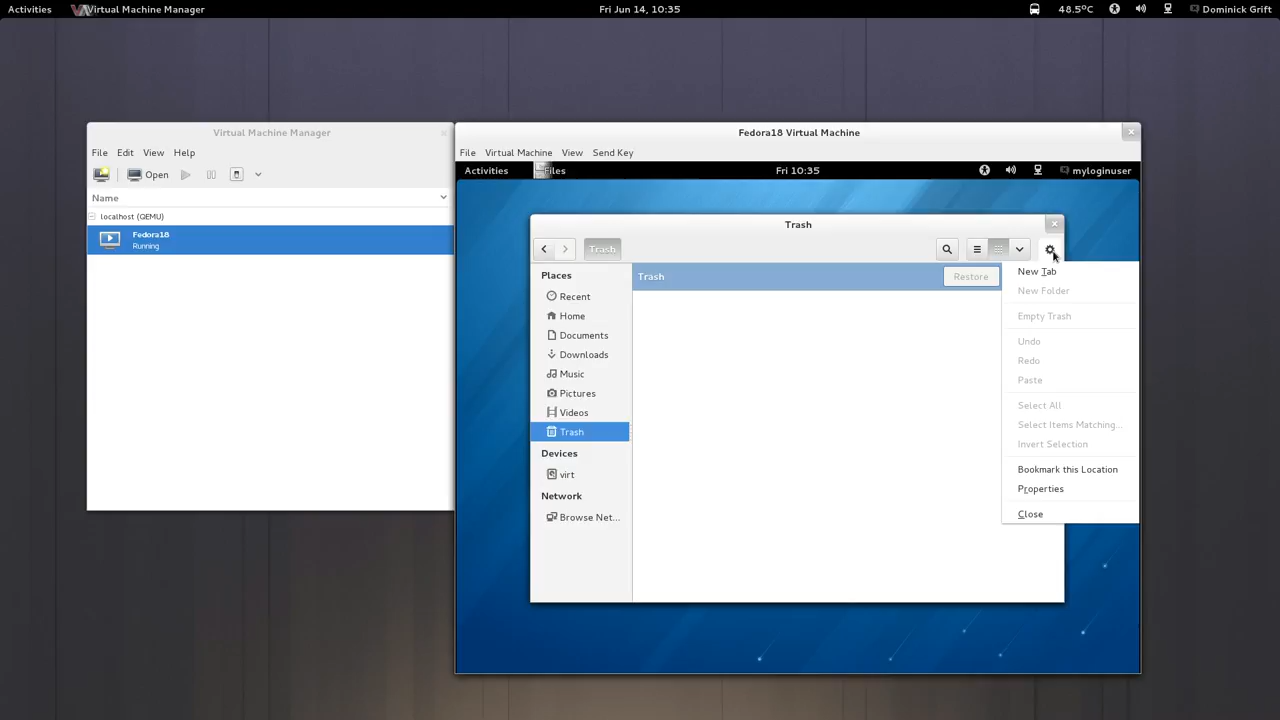 Activities Virtual Machine Manager Fri Jun 14, 10:35 48.5°C Dominick Grift
Virtual Machine Manager
File Edit View Help
Open
Name
localhost (QEMU)
Fedora18
Running
Fedora18 Virtual Machine
File Virtual Machine View Send Key
Activities Files Fri 10:35 myloginuser
Trash
Trash
Places
Recent
Home
Documents
Downloads
Music
Pictures
Videos
Trash
Devices
virt
Network
Browse Net...
Trash Restore
New Tab
New Folder
Empty Trash
Undo
Redo
Paste
Select All
Select Items Matching...
Invert Selection
Bookmark this Location
Properties
Close